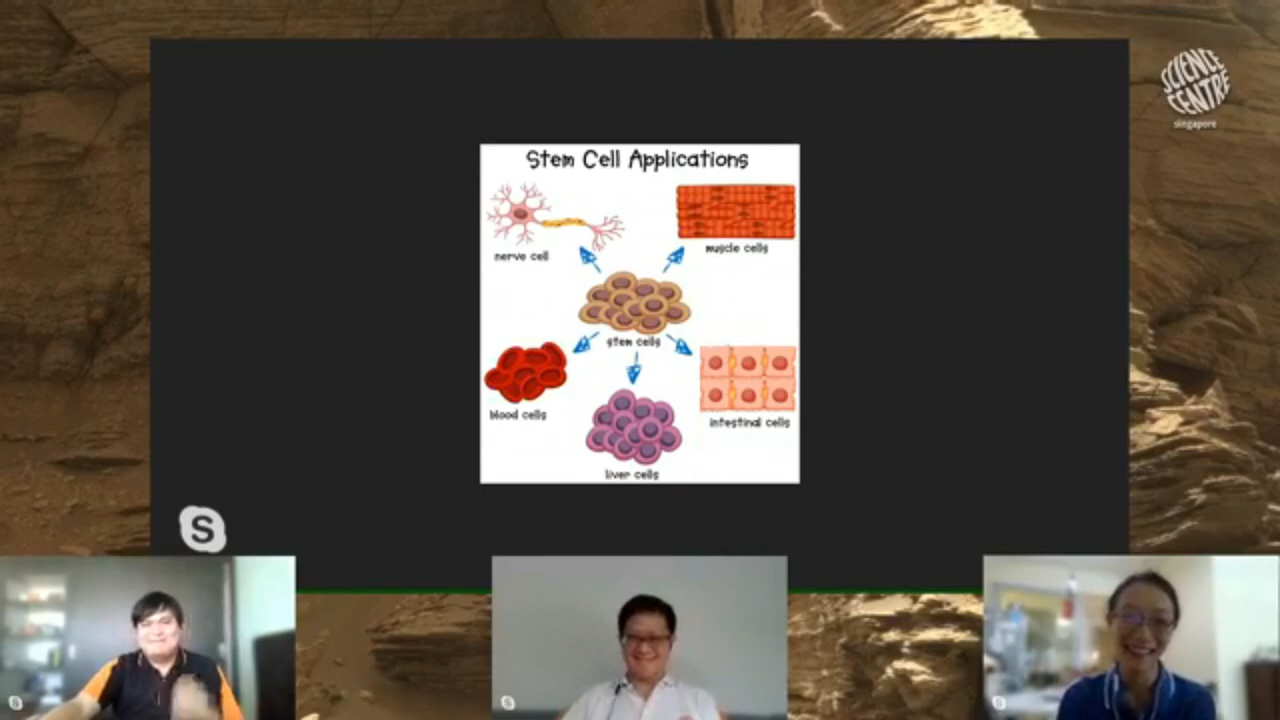 SCIENCE
CENTRE
singapore
Stem Cell Applications
nerve cell
muscle cells
stem cells
blood cells
intestinal cells
liver cells
S
S
S
S